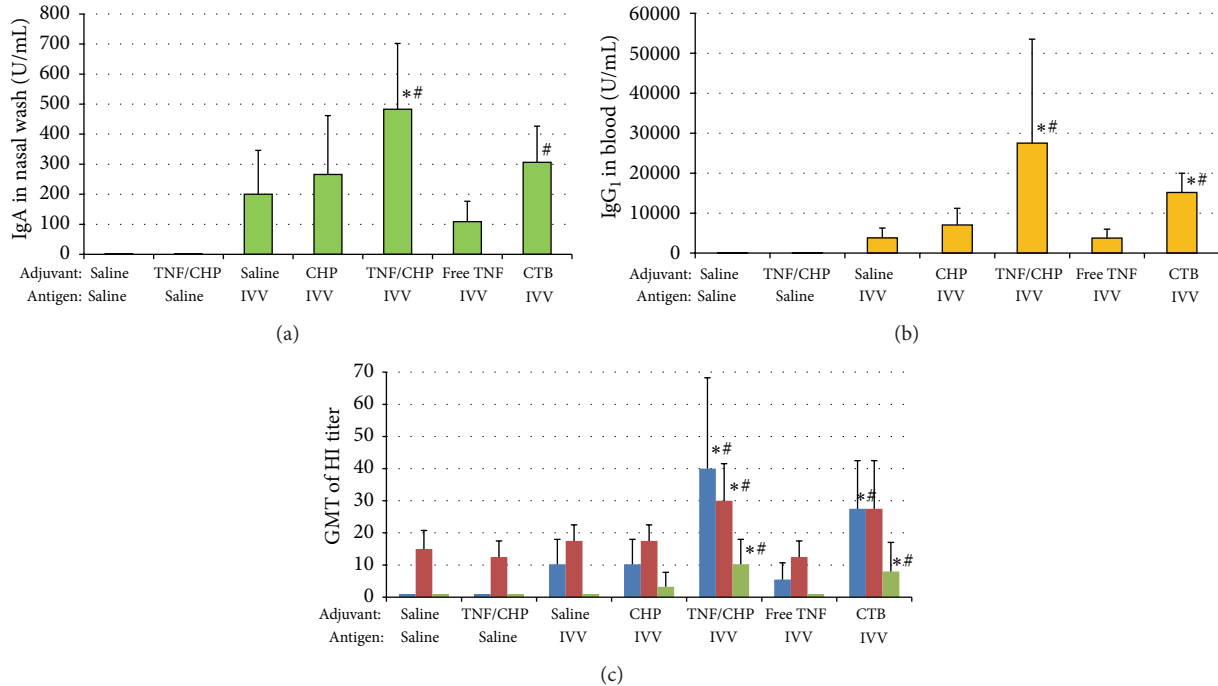 IgA in nasal wash (U/mL)
800
700
600
500
400
300
200
100
0
*#
#
Adjuvant: Saline TNF/CHP Saline CHP TNF/CHP Free TNF CTB
Antigen: Saline Saline IVV IVV IVV IVV IVV
(a)
IgG1 in blood (U/mL)
60000
50000
40000
30000
20000
10000
0
*#
*#
Adjuvant: Saline TNF/CHP Saline CHP TNF/CHP Free TNF CTB
Antigen: Saline Saline IVV IVV IVV IVV IVV
(b)
GMT of HI titer
70
60
50
40
30
20
10
0
*#
*#
*#
*#
*#
Adjuvant: Saline TNF/CHP Saline CHP TNF/CHP Free TNF CTB
Antigen: Saline Saline IVV IVV IVV IVV IVV
(c)